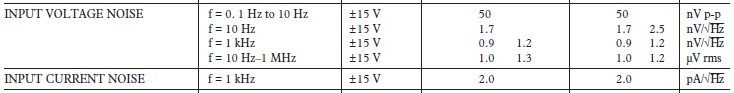 INPUT VOLTAGE NOISE f = 0. 1 Hz to 10 Hz ±15 V 50 50 nV p-p
f = 10 Hz ±15 V 1.7 1.7 2.5 nV/√Hz
f = 1 kHz ±15 V 0.9 1.2 0.9 1.2 nV/√Hz
f = 10 Hz–1 MHz ±15 V 1.0 1.3 1.0 1.2 µV rms
INPUT CURRENT NOISE f = 1 kHz ±15 V 2.0 2.0 pA/√Hz